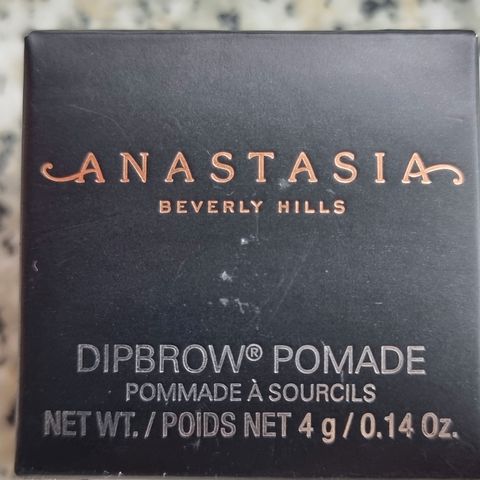 ANASTASIA
BEVERLY HILLS
DIPBROW® POMADE
POMMADE À SOURCILS
NET WT. / POIDS NET 4 g / 0.14 Oz.